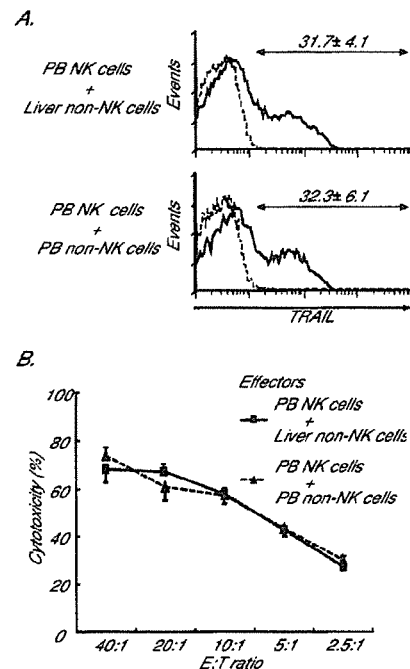 A.
PB NK cells
+
Liver non-NK cells
Events
31.7± 4.1
PB NK cells
+
PB non-NK cells
Events
32.3± 6.1
TRAIL
B.
Cytotoxicity (%)
100
80
60
40
20
0
40:1
20:1
10:1
5:1
2.5:1
E:T ratio
Effectors
PB NK cells
+
Liver non-NK cells
PB NK cells
+
PB non-NK cells